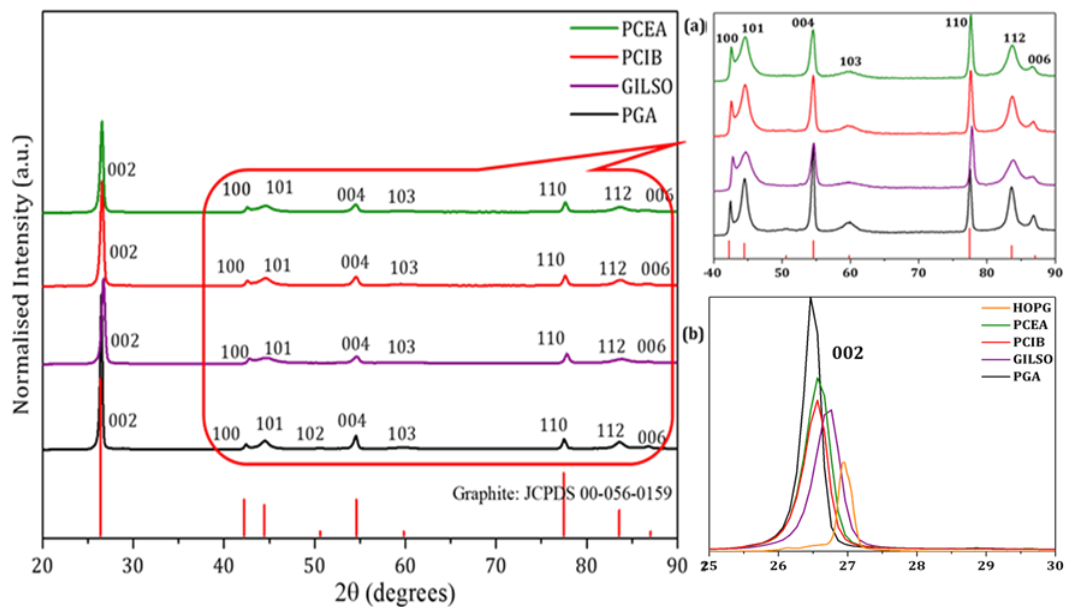 PCEA
PCIB
GILSO
PGA
Normalised Intensity (a.u.)
002
100 101 004 103 110 112 006
002
100 101 004 103 110 112 006
002
100 101 004 103 110 112 006
002
100 101 102 004 103 110 112 006
Graphite: JCPDS 00-056-0159
20 30 40 50 60 70 80 90
2θ (degrees)
(a)
100 101 004 103 110 112 006
40 50 60 70 80 90
(b)
002
HOPG
PCEA
PCIB
GILSO
PGA
25 26 27 28 29 30